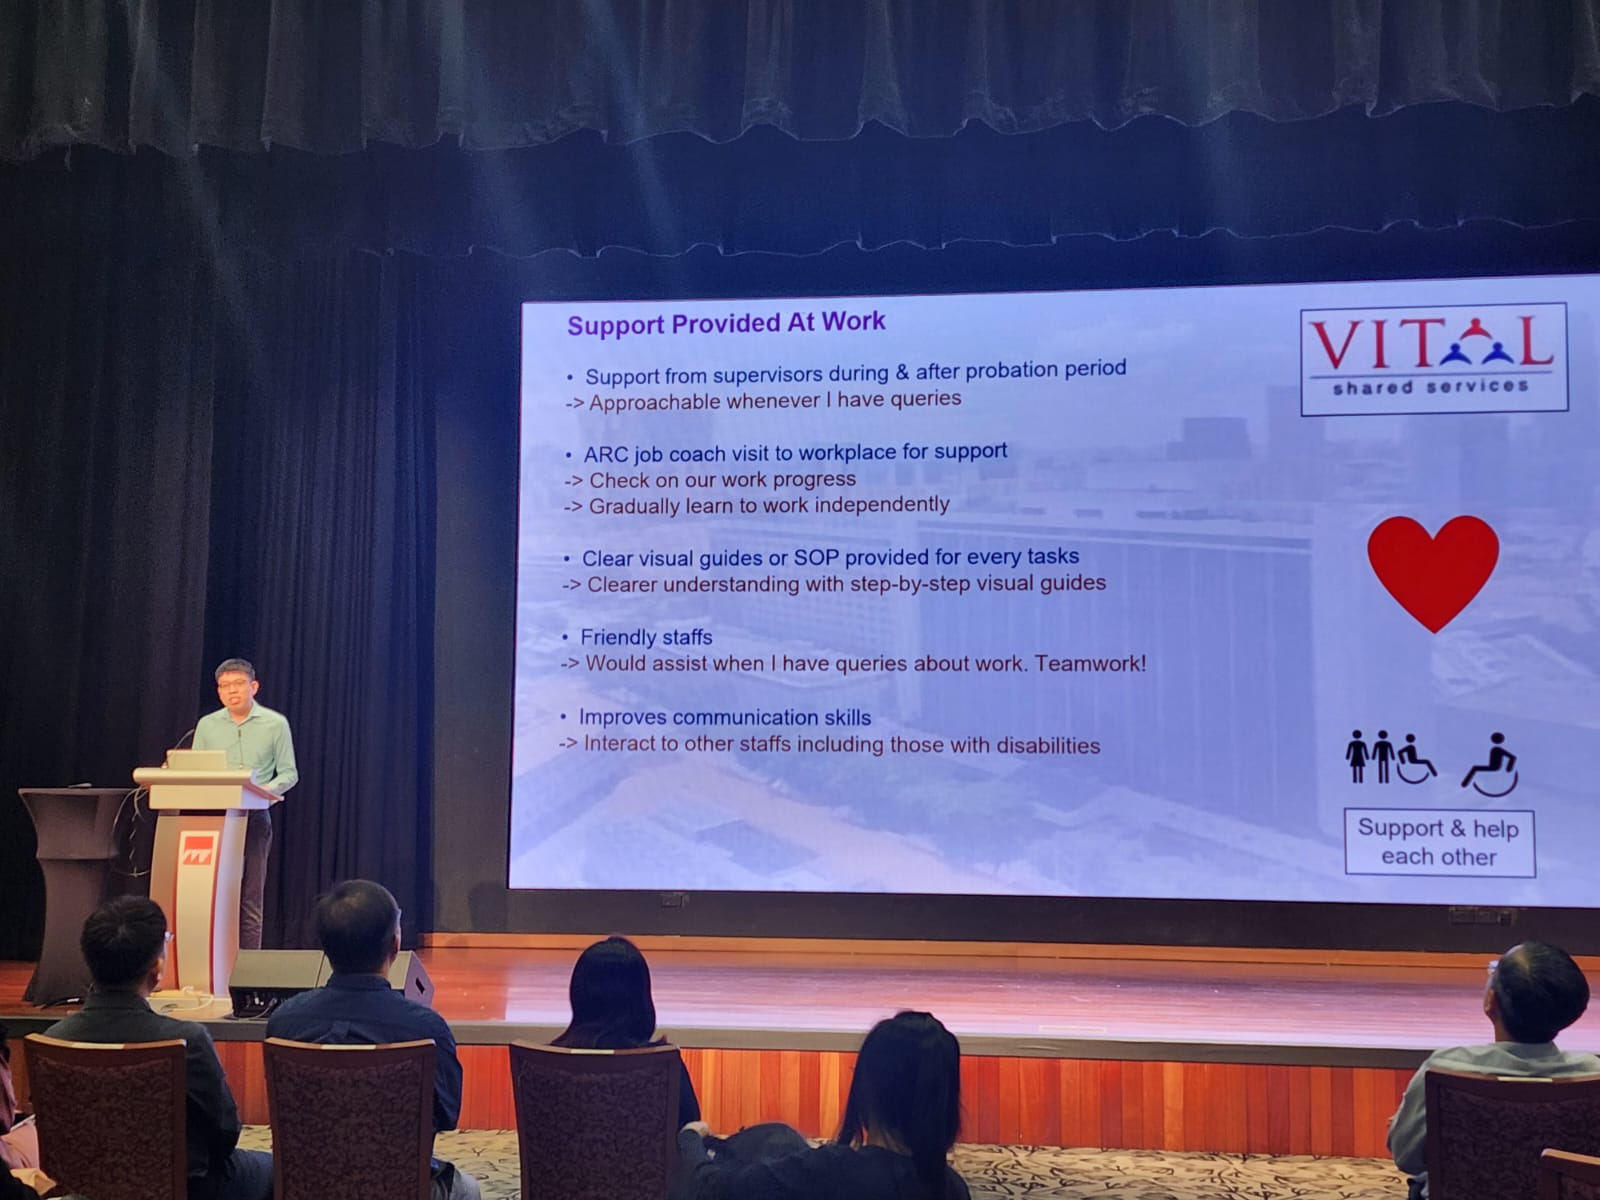 Support Provided At Work
• Support from supervisors during & after probation period
-> Approachable whenever I have queries
• ARC job coach visit to workplace for support
-> Check on our work progress
-> Gradually learn to work independently
• Clear visual guides or SOP provided for every tasks
-> Clearer understanding with step-by-step visual guides
• Friendly staffs
-> Would assist when I have queries about work. Teamwork!
• Improves communication skills
-> Interact to other staffs including those with disabilities
VITAL
shared services
Support & help
each other